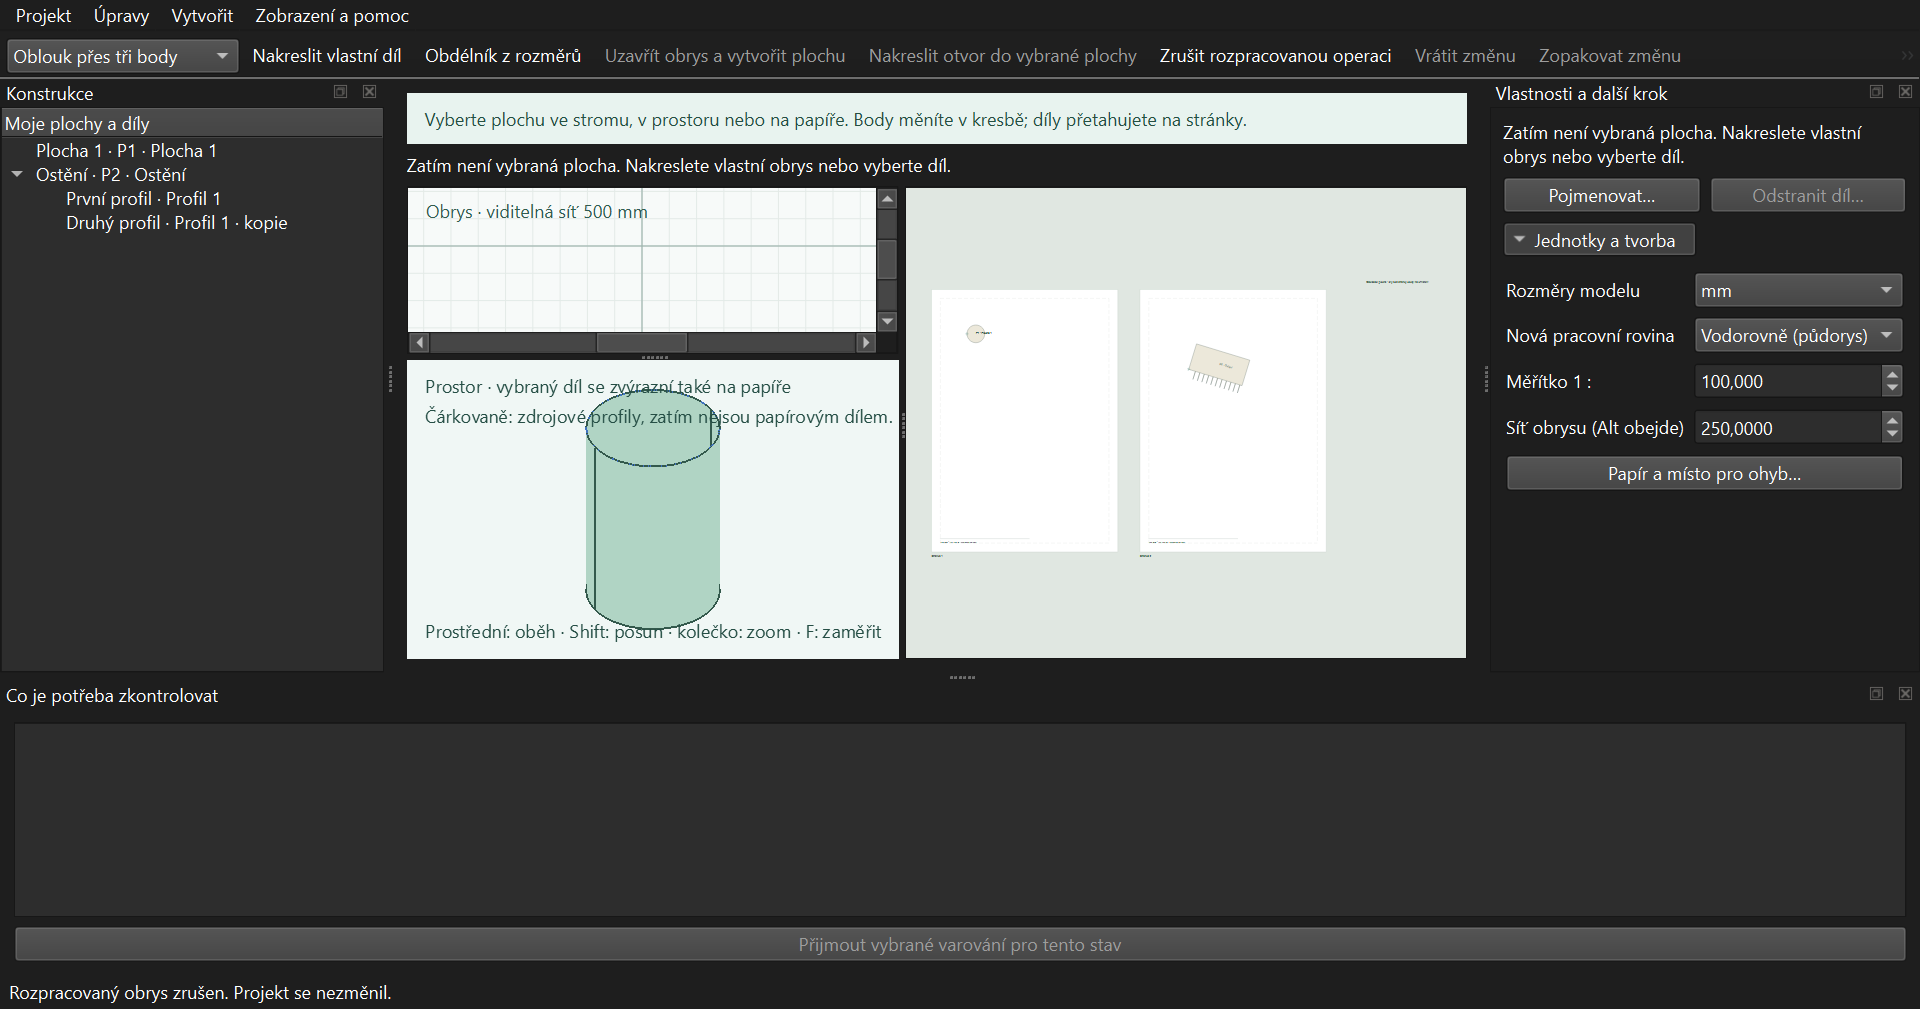 Projekt Úpravy Vytvořit Zobrazení a pomoc
Oblouk přes tři body Nakreslit vlastní díl Obdélník z rozměrů Uzavřít obrys a vytvořit plochu Nakreslit otvor do vybrané plochy Zrušit rozpracovanou operaci Vrátit změnu Zopakovat změnu
Konstrukce
Moje plochy a díly
Plocha 1 · P1 · Plocha 1
Ostění · P2 · Ostění
První profil · Profil 1
Druhý profil · Profil 1 · kopie
Vyberte plochu ve stromu, v prostoru nebo na papíře. Body měníte v kresbě; díly přetahujete na stránky.
Zatím není vybraná plocha. Nakreslete vlastní obrys nebo vyberte díl.
Obrys · viditelná síť 500 mm
Prostor · vybraný díl se zvýrazní také na papíře
Čárkovaně: zdrojové profily, zatím nejsou papírovým dílem.
Prostřední: oběh · Shift: posun · kolečko: zoom · F: zaměřit
Vlastnosti a další krok
Zatím není vybraná plocha. Nakreslete vlastní
obrys nebo vyberte díl.
Pojmenovat... Odstranit díl...
Jednotky a tvorba
Rozměry modelu mm
Nová pracovní rovina Vodorovně (půdorys)
Měřítko 1 : 100,000
Síť obrysu (Alt obejde) 250,0000
Papír a místo pro ohyb...
Co je potřeba zkontrolovat
Přijmout vybrané varování pro tento stav
Rozpracovaný obrys zrušen. Projekt se nezměnil.